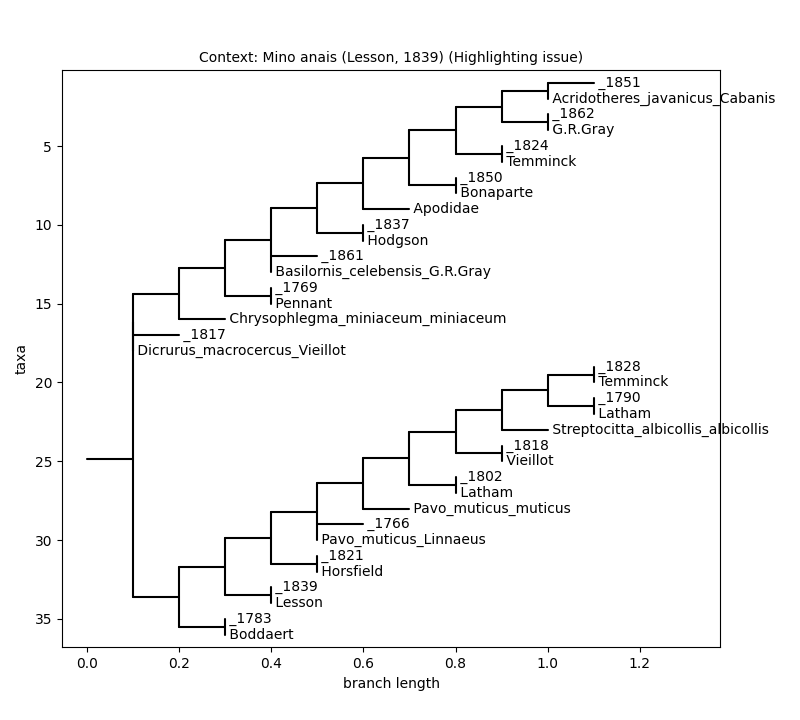 Context: Mino anais (Lesson, 1839) (Highlighting issue)
_1851
Acridotheres_javanicus_Cabanis
_1862
G.R.Gray
_1824
Temminck
_1850
Bonaparte
Apodidae
_1837
Hodgson
_1861
Basilornis_celebensis_G.R.Gray
_1769
Pennant
Chrysophlegma_miniaceum_miniaceum
_1817
Dicrurus_macrocercus_Vieillot
_1828
Temminck
_1790
Latham
Streptocitta_albicollis_albicollis
_1818
Vieillot
_1802
Latham
Pavo_muticus_muticus
_1766
Pavo_muticus_Linnaeus
_1821
Horsfield
_1839
Lesson
_1783
Boddaert
5
10
15
20
25
30
35
taxa
0.0 0.2 0.4 0.6 0.8 1.0 1.2
branch length